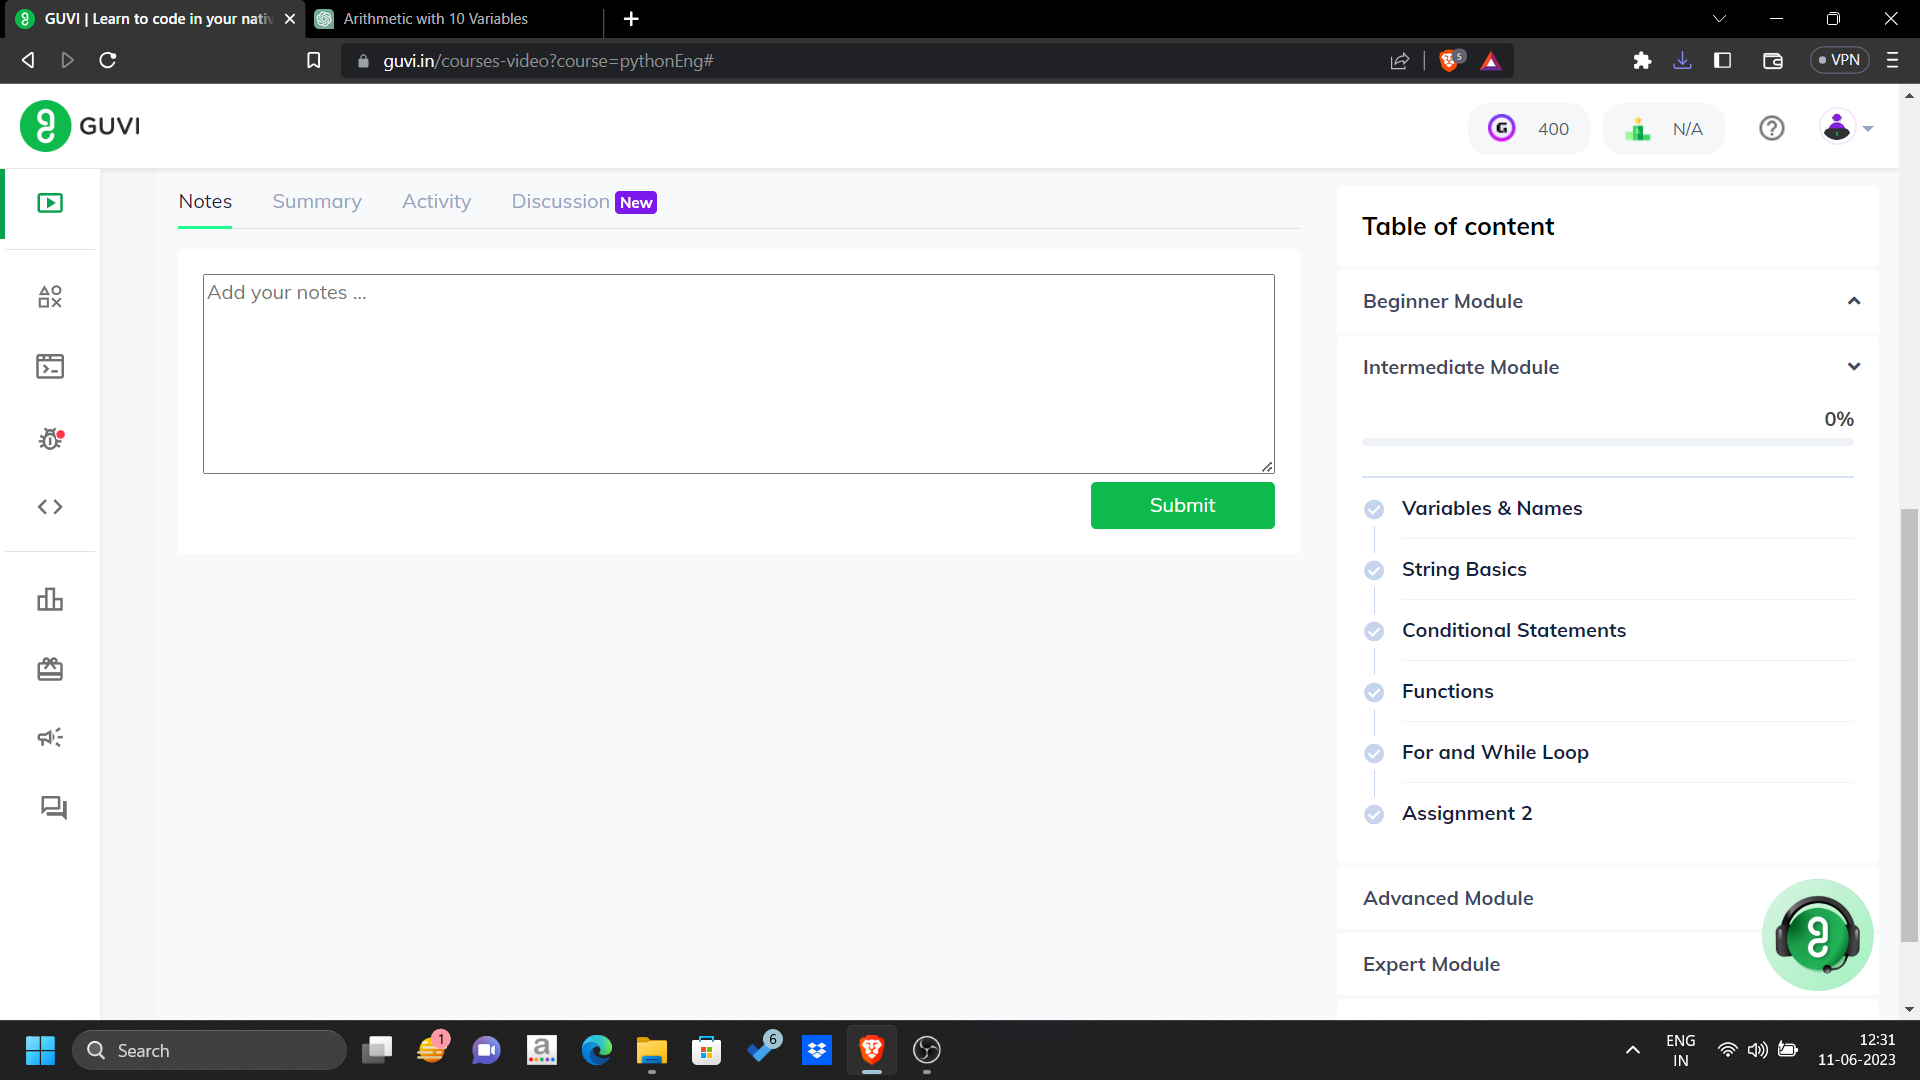 GUVI | Learn to code in your nativ
Arithmetic with 10 Variables
guvi.in/courses-video?course=pythonEng#
5
VPN
GUVI
G
400
N/A
Notes
Summary
Activity
Discussion New
Add your notes ...
Submit
Table of content
Beginner Module
Intermediate Module
0%
Variables & Names
String Basics
Conditional Statements
Functions
For and While Loop
Assignment 2
Advanced Module
Expert Module
Search
1
a
6
ENG
IN
12:31
11-06-2023